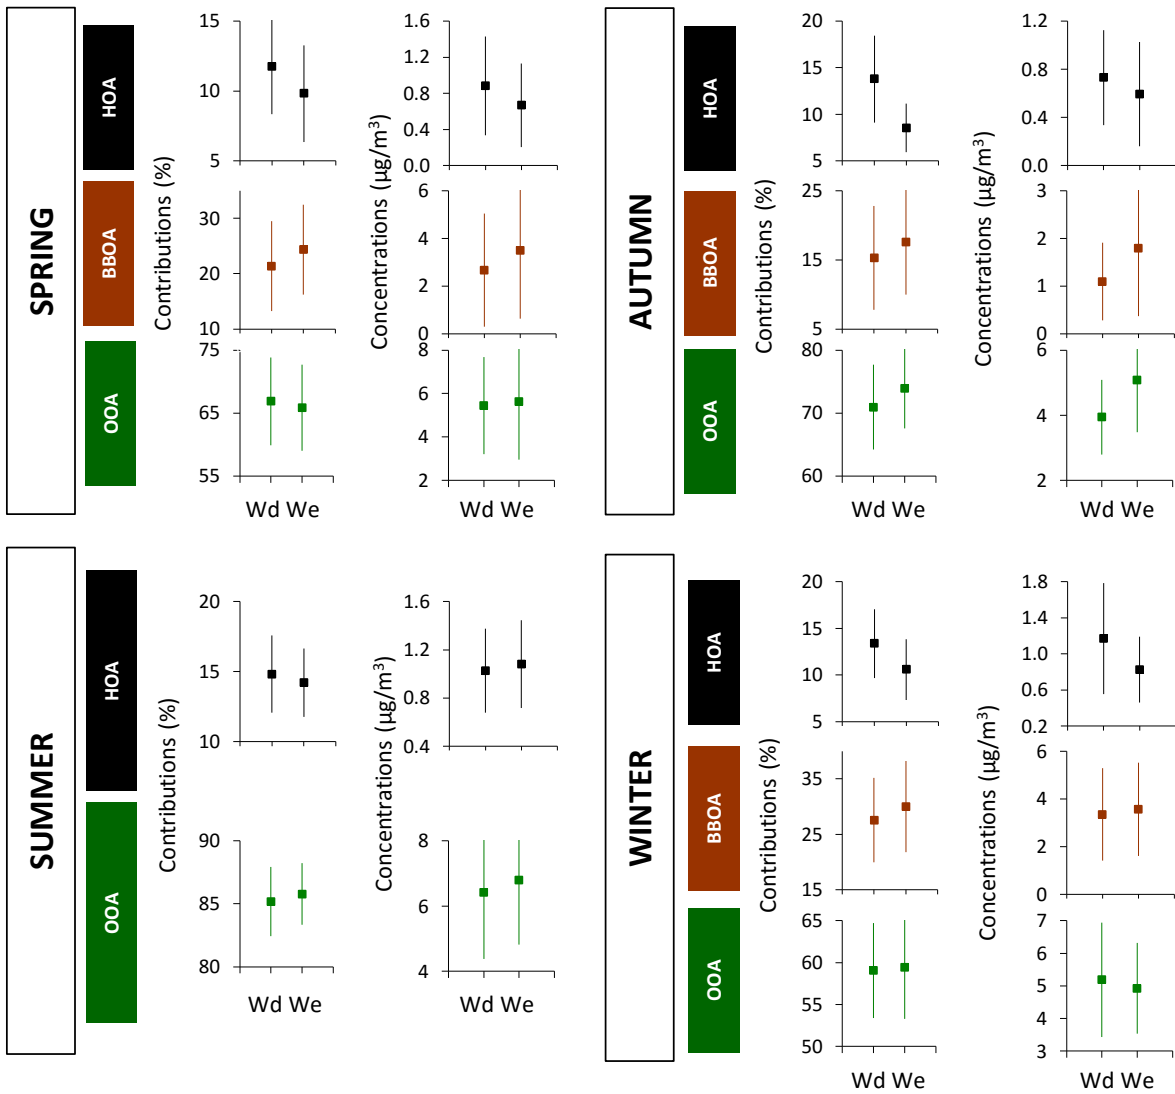 SPRING
HOA
BBOA
OOA
Contributions (%)
15
10
5
30
20
10
75
65
55
Wd We
Concentrations (µg/m³)
1.6
1.2
0.8
0.4
0.0
6
4
2
0
8
6
4
2
Wd We
AUTUMN
HOA
BBOA
OOA
Contributions (%)
20
15
10
5
25
15
5
80
70
60
Wd We
Concentrations (µg/m³)
1.2
0.8
0.4
0.0
3
2
1
0
6
4
2
Wd We
SUMMER
HOA
OOA
Contributions (%)
20
15
10
90
85
80
Wd We
Concentrations (µg/m³)
1.6
1.2
0.8
0.4
8
6
4
Wd We
WINTER
HOA
BBOA
OOA
Contributions (%)
20
15
10
5
35
25
15
65
60
55
50
Wd We
Concentrations (µg/m³)
1.8
1.4
1.0
0.6
0.2
6
4
2
0
7
6
5
4
3
Wd We